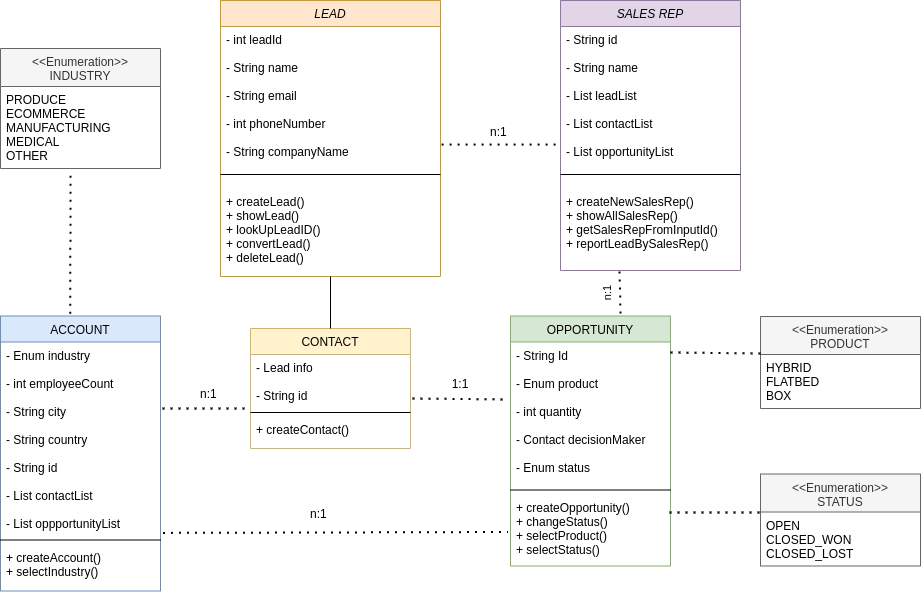 <<Enumeration>>
INDUSTRY
PRODUCE
ECOMMERCE
MANUFACTURING
MEDICAL
OTHER
LEAD
- int leadId
- String name
- String email
- int phoneNumber
- String companyName
+ createLead()
+ showLead()
+ lookUpLeadID()
+ convertLead()
+ deleteLead()
n:1
SALES REP
- String id
- String name
- List leadList
- List contactList
- List opportunityList
+ createNewSalesRep()
+ showAllSalesRep()
+ getSalesRepFromInputId()
+ reportLeadBySalesRep()
n:1
ACCOUNT
- Enum industry
- int employeeCount
- String city
- String country
- String id
- List contactList
- List oppportunityList
+ createAccount()
+ selectIndustry()
n:1
CONTACT
- Lead info
- String id
+ createContact()
1:1
n:1
OPPORTUNITY
- String Id
- Enum product
- int quantity
- Contact decisionMaker
- Enum status
+ createOpportunity()
+ changeStatus()
+ selectProduct()
+ selectStatus()
<<Enumeration>>
PRODUCT
HYBRID
FLATBED
BOX
<<Enumeration>>
STATUS
OPEN
CLOSED_WON
CLOSED_LOST